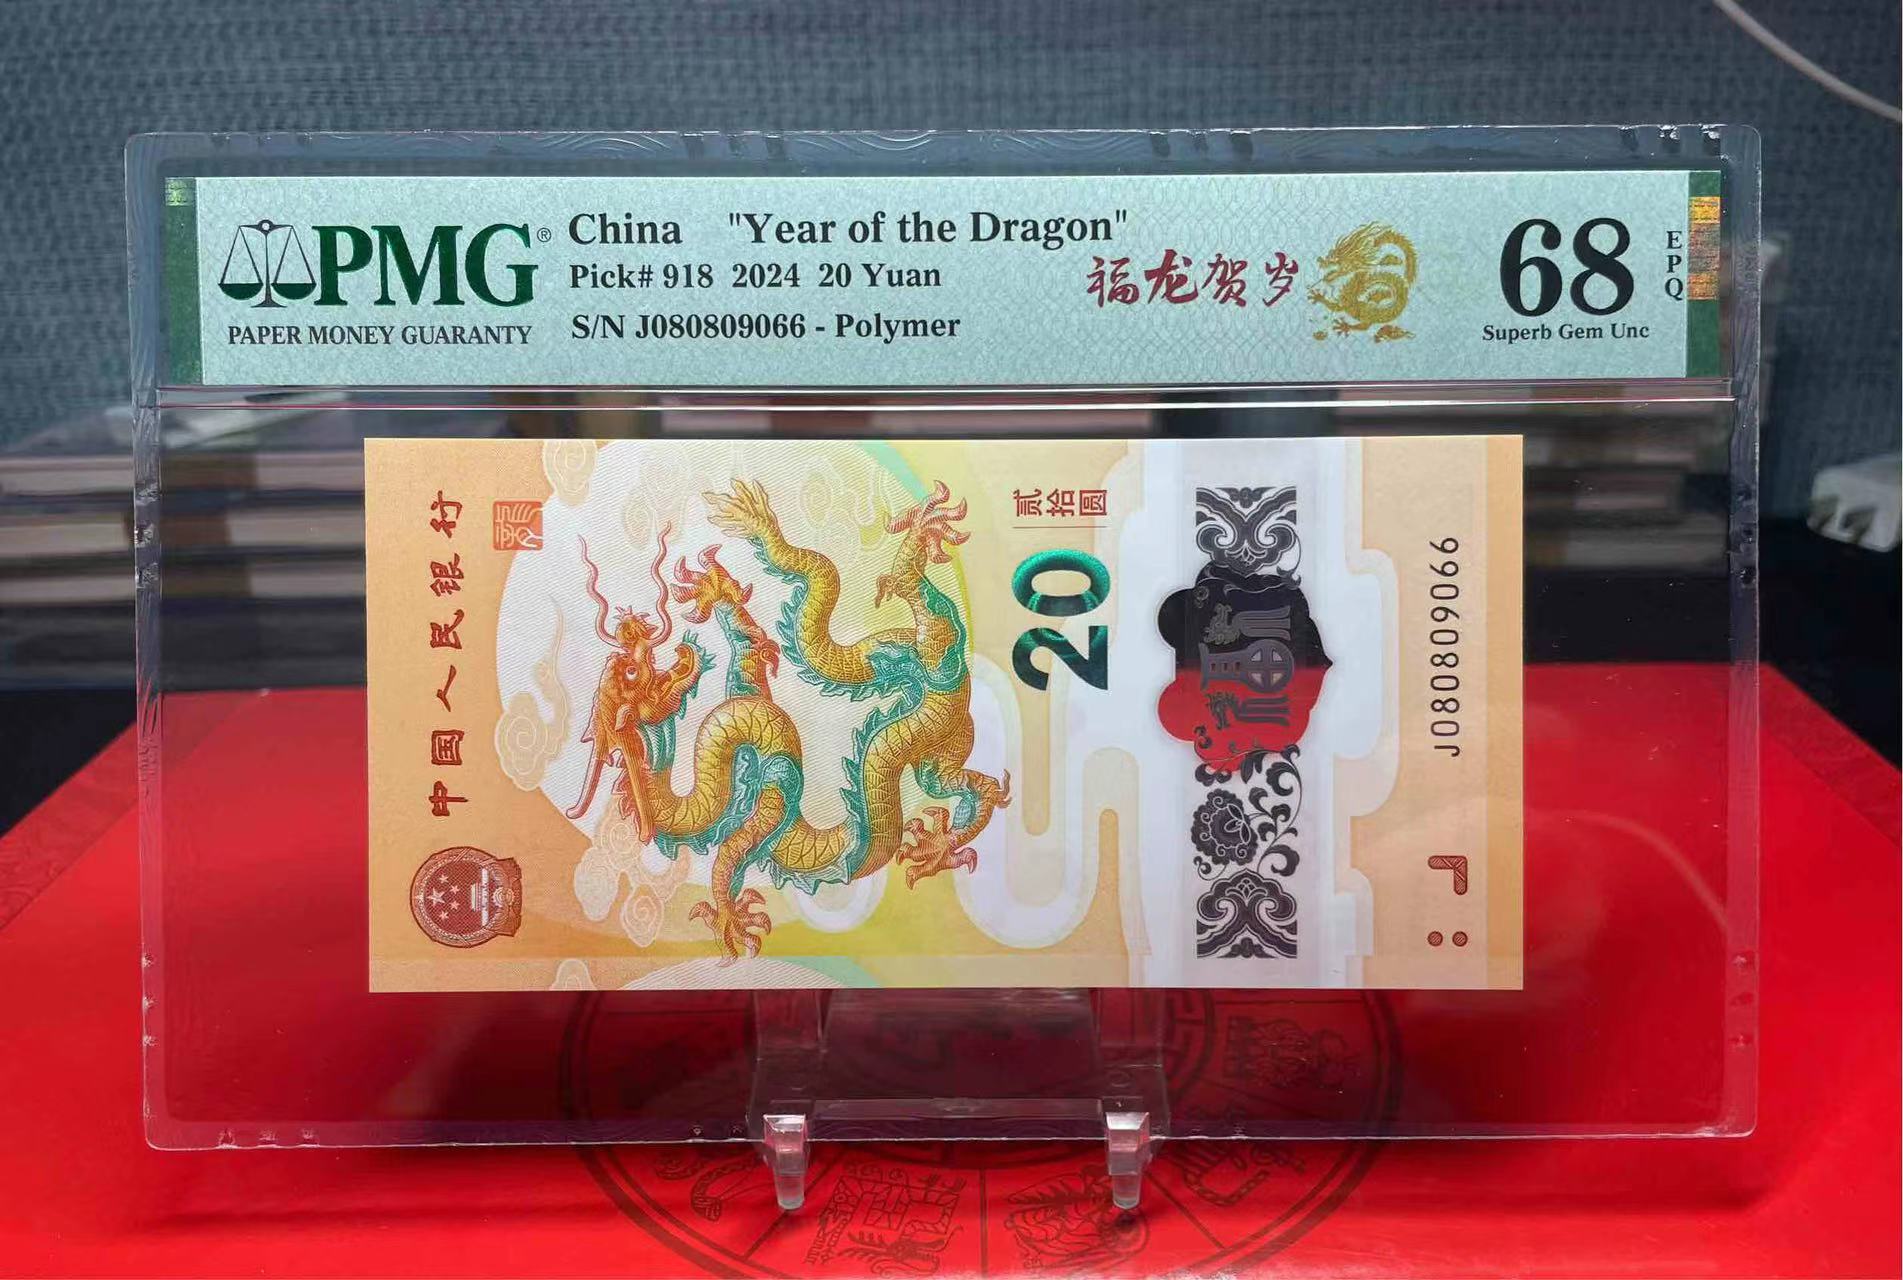 PMG®
PAPER MONEY GUARANTY
China "Year of the Dragon"
Pick# 918 2024 20 Yuan
S/N J080809066 - Polymer
福龙贺岁
68
EPQ
Superb Gem Unc
中国人民银行
贰拾圆
20
福
J080809066